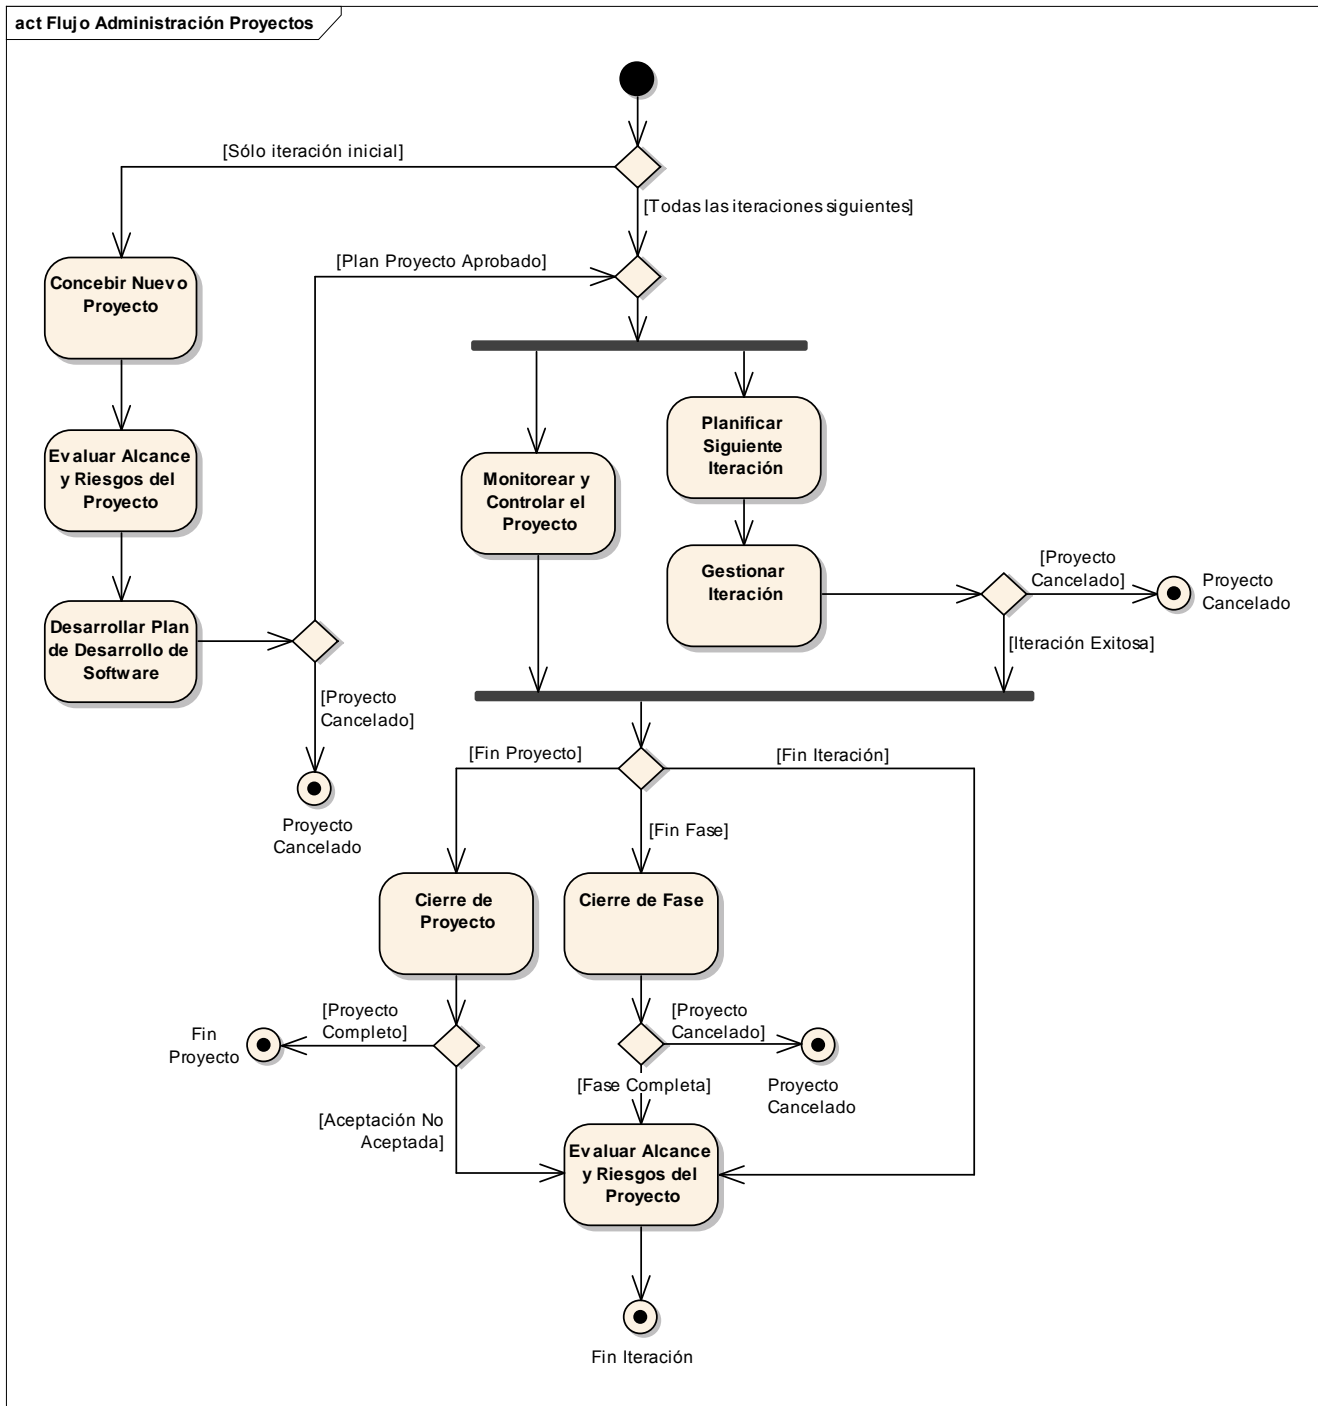 act Flujo Administración Proyectos
[Sólo iteración inicial]
[Todas las iteraciones siguientes]
[Plan Proyecto Aprobado]
Concebir Nuevo
Proyecto
Evaluar Alcance
y Riesgos del
Proyecto
Desarrollar Plan
de Desarrollo de
Software
[Proyecto
Cancelado]
Proyecto
Cancelado
Planificar
Siguiente
Iteración
Monitorear y
Controlar el
Proyecto
Gestionar
Iteración
[Proyecto
Cancelado]
Proyecto
Cancelado
[Iteración Exitosa]
[Fin Proyecto]
[Fin Iteración]
[Fin Fase]
Cierre de
Proyecto
Cierre de Fase
[Proyecto
Completo]
Fin
Proyecto
[Proyecto
Cancelado]
Proyecto
Cancelado
[Fase Completa]
[Aceptación No
Aceptada]
Evaluar Alcance
y Riesgos del
Proyecto
Fin Iteración